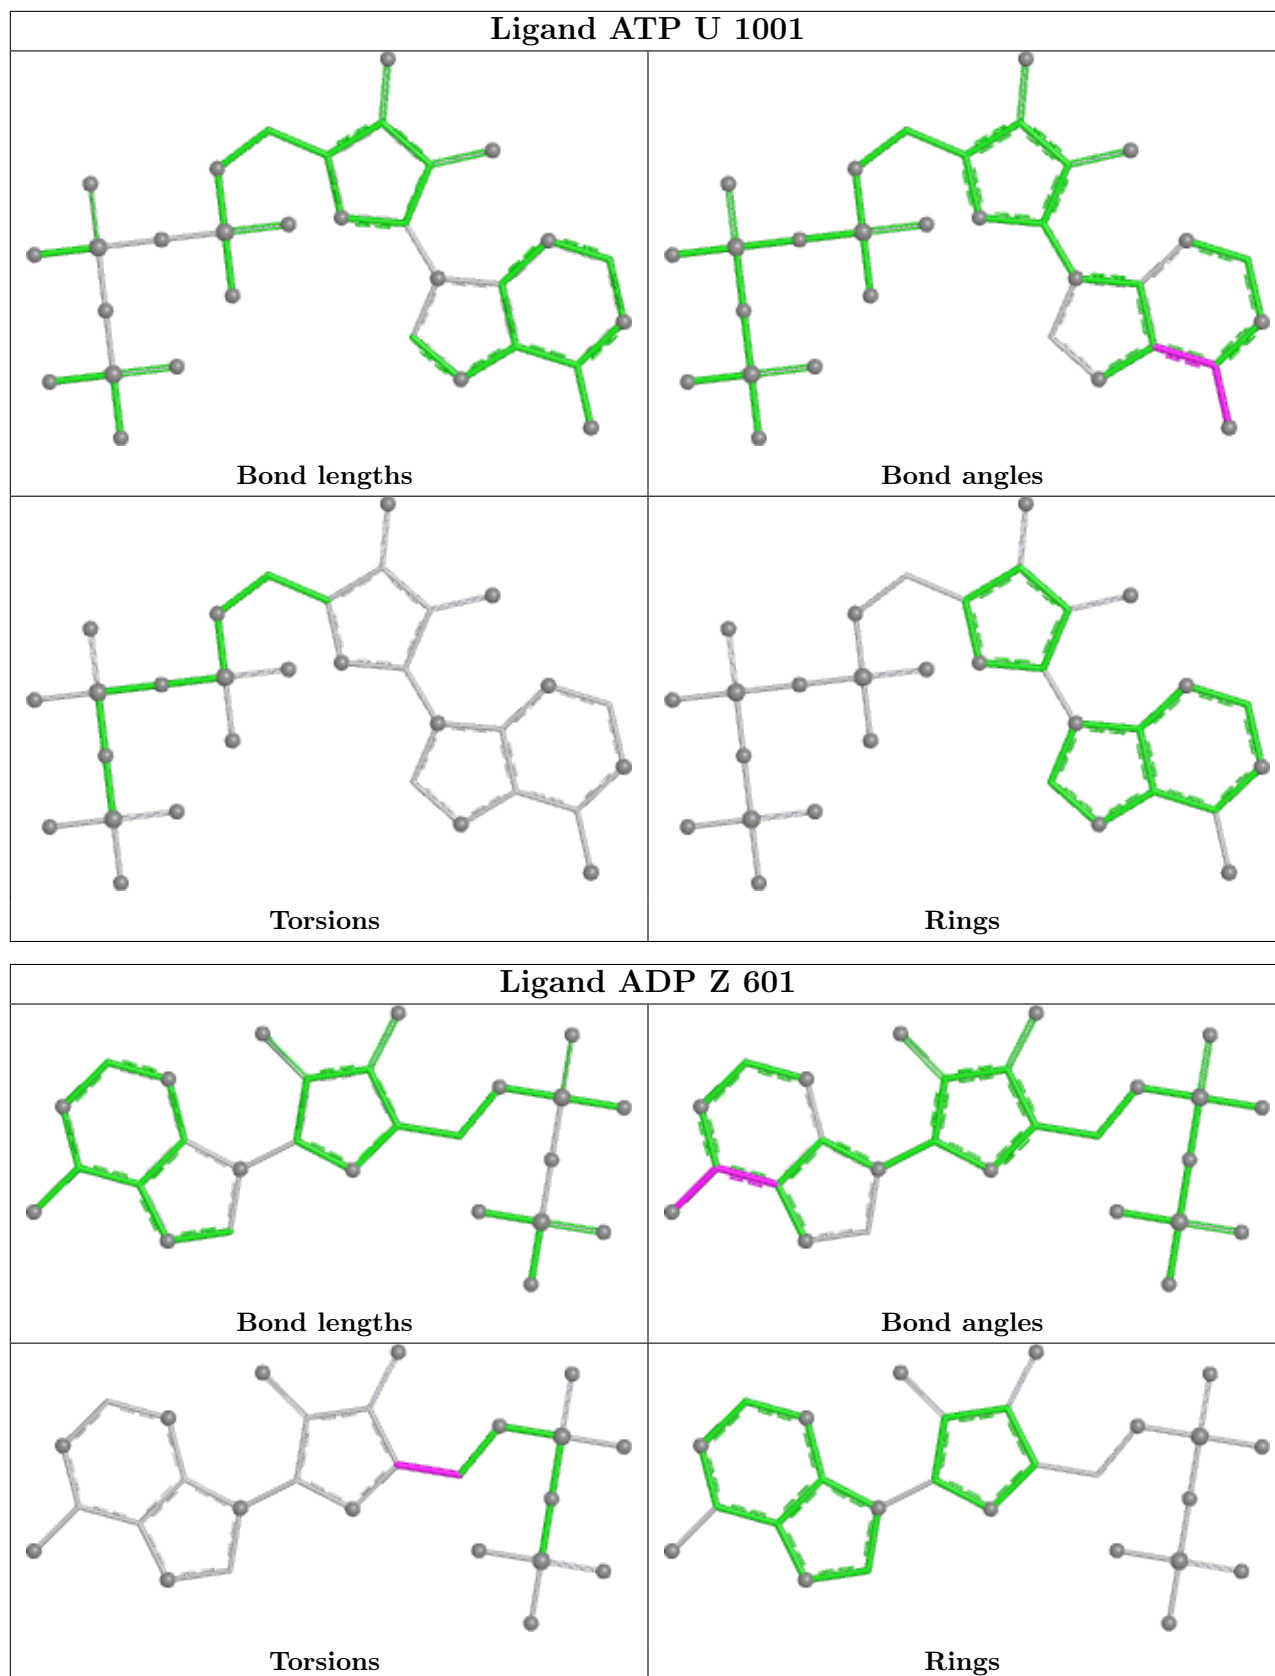 Ligand ATP U 1001
Bond lengths
Bond angles
Torsions
Rings
Ligand ADP Z 601
Bond lengths
Bond angles
Torsions
Rings